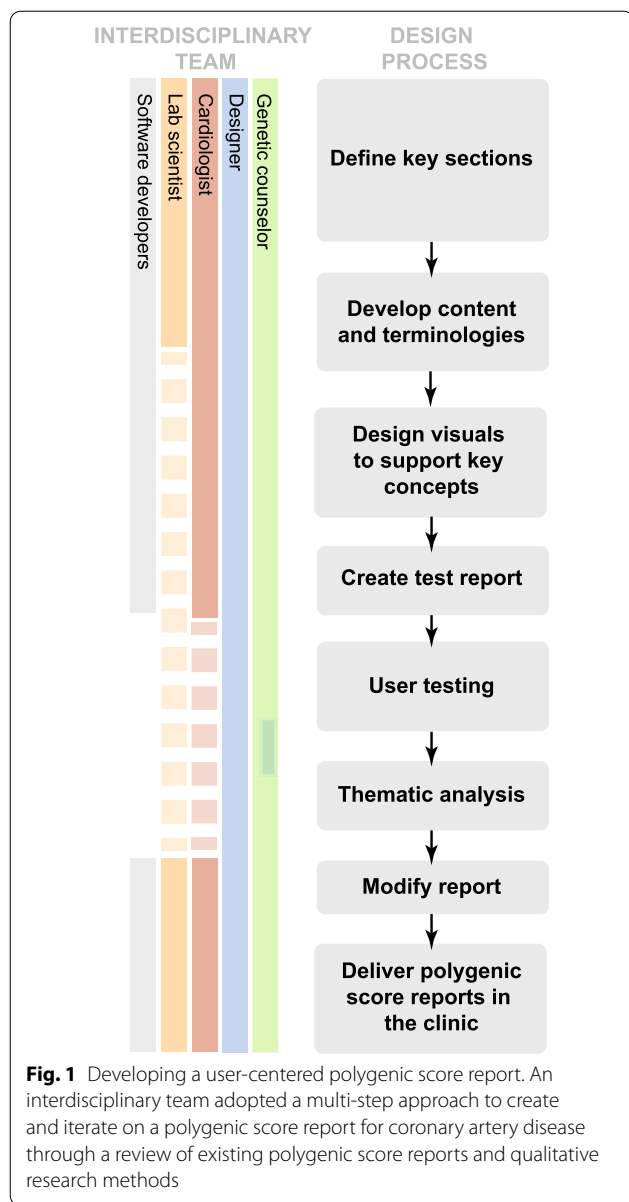 INTERDISCIPLINARY
TEAM
DESIGN
PROCESS
Software developers
Lab scientist
Cardiologist
Designer
Genetic counselor
Define key sections
Develop content
and terminologies
Design visuals
to support key
concepts
Create test report
User testing
Thematic analysis
Modify report
Deliver polygenic
score reports in
the clinic
Fig. 1 Developing a user-centered polygenic score report. An
interdisciplinary team adopted a multi-step approach to create
and iterate on a polygenic score report for coronary artery disease
through a review of existing polygenic score reports and qualitative
research methods